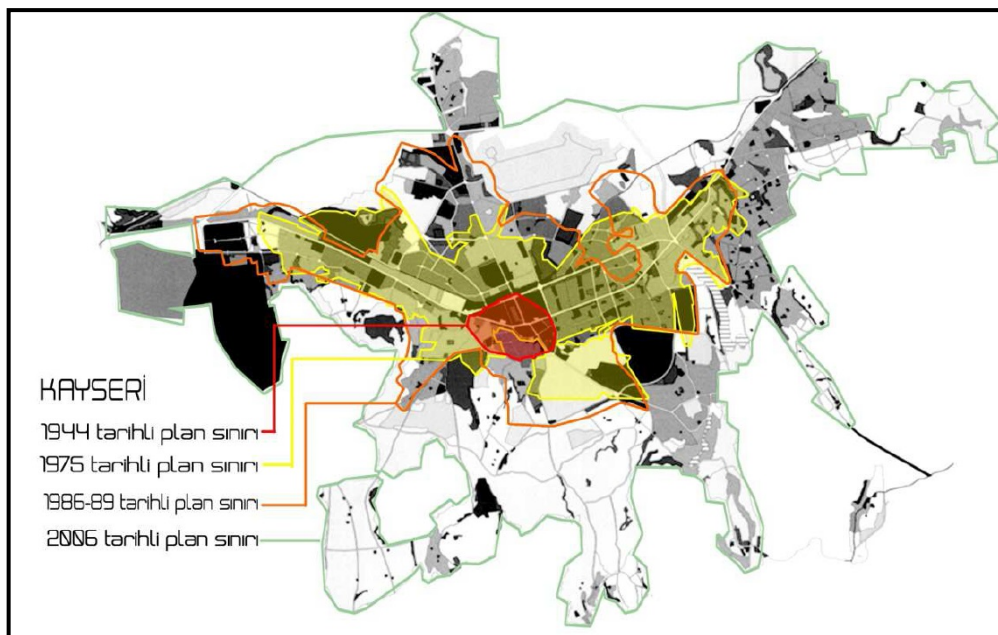 KAYSERİ
1944 tarihli plan sınırı
1975 tarihli plan sınırı
1986-89 tarihli plan sınırı
2006 tarihli plan sınırı